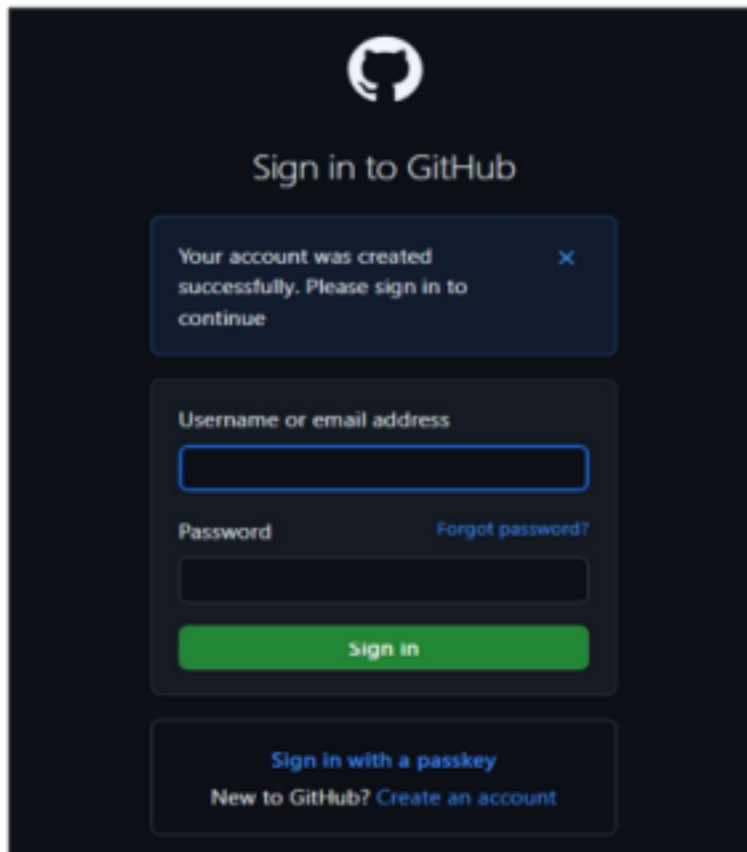 Sign in to GitHub
Your account was created
successfully. Please sign in to
continue
Username or email address
Password Forgot password?
Sign in
Sign in with a passkey
New to GitHub? Create an account